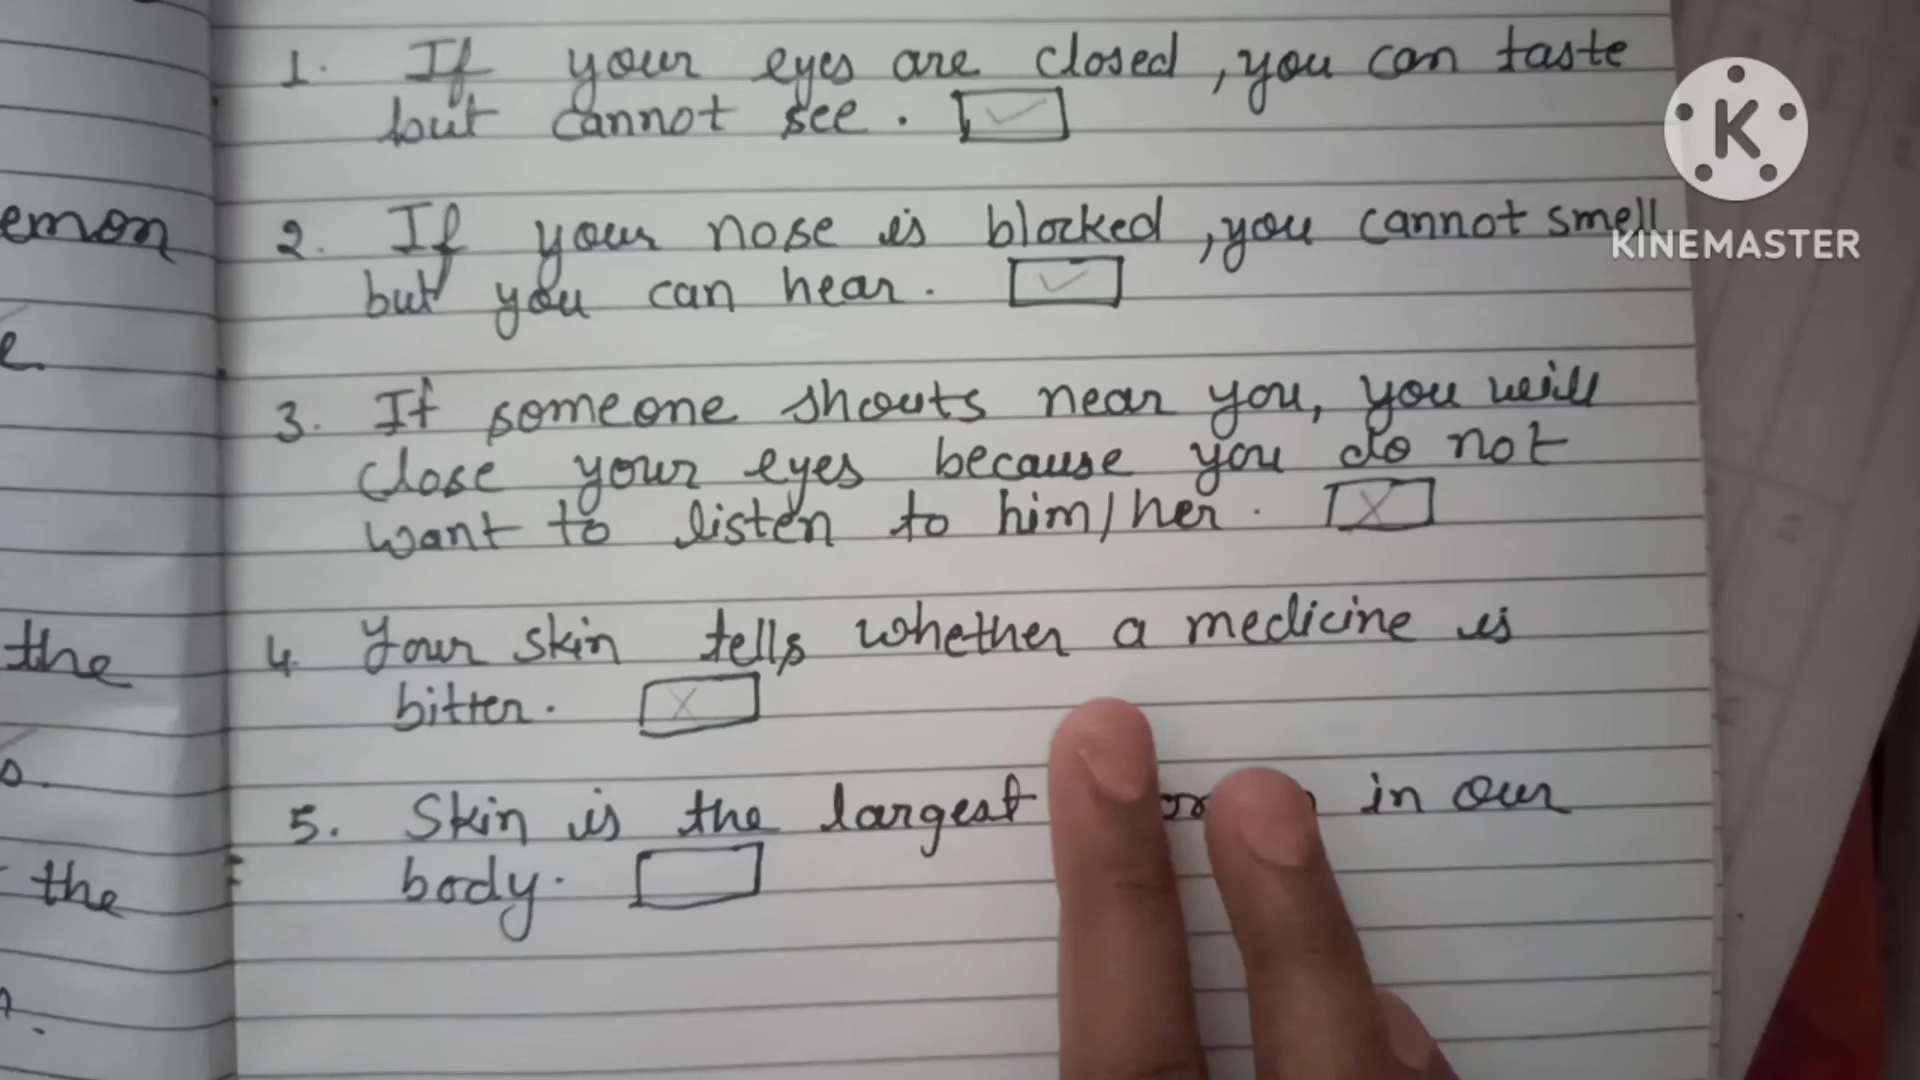 1. If your eyes are closed, you can taste
but cannot see.
2. If your nose is blocked, you cannot smell
but you can hear.
3. If someone shouts near you, you will
close your eyes because you do not
want to listen to him/her.
4. Your skin tells whether a medicine is
bitter.
5. Skin is the largest in our
body.
emon
the
the
K
KINEMASTER